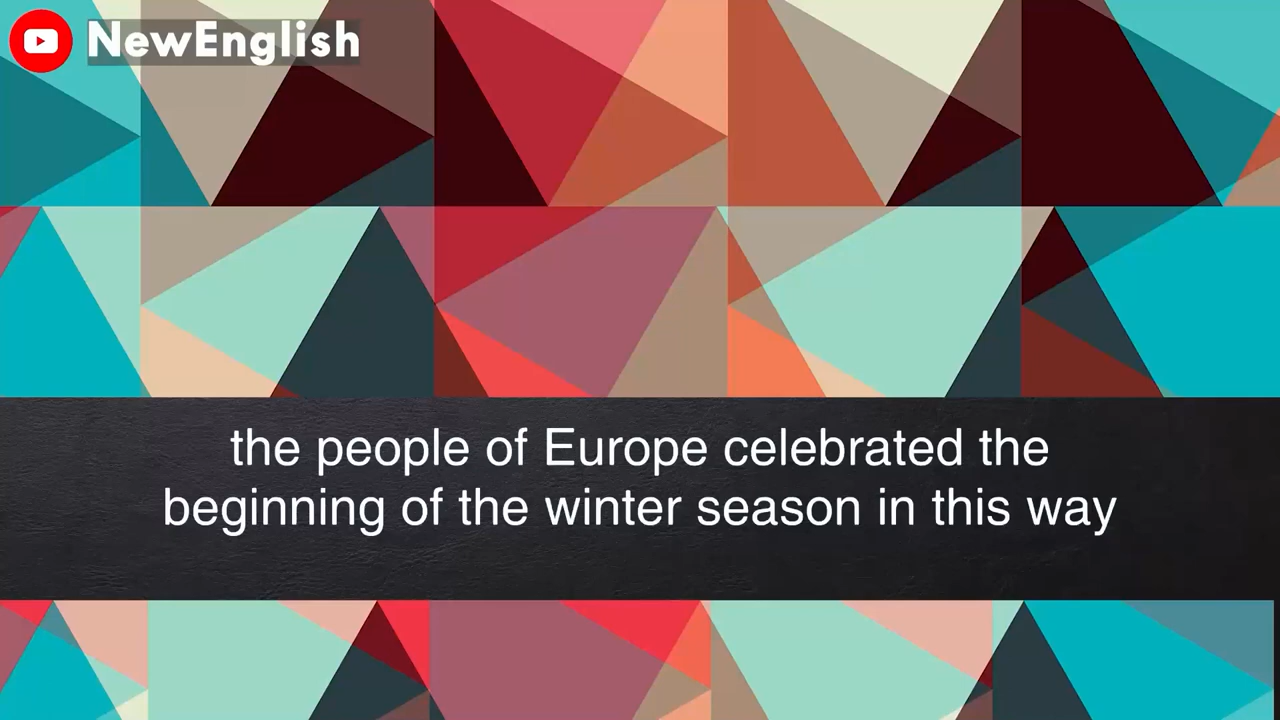 NewEnglish
the people of Europe celebrated the
beginning of the winter season in this way